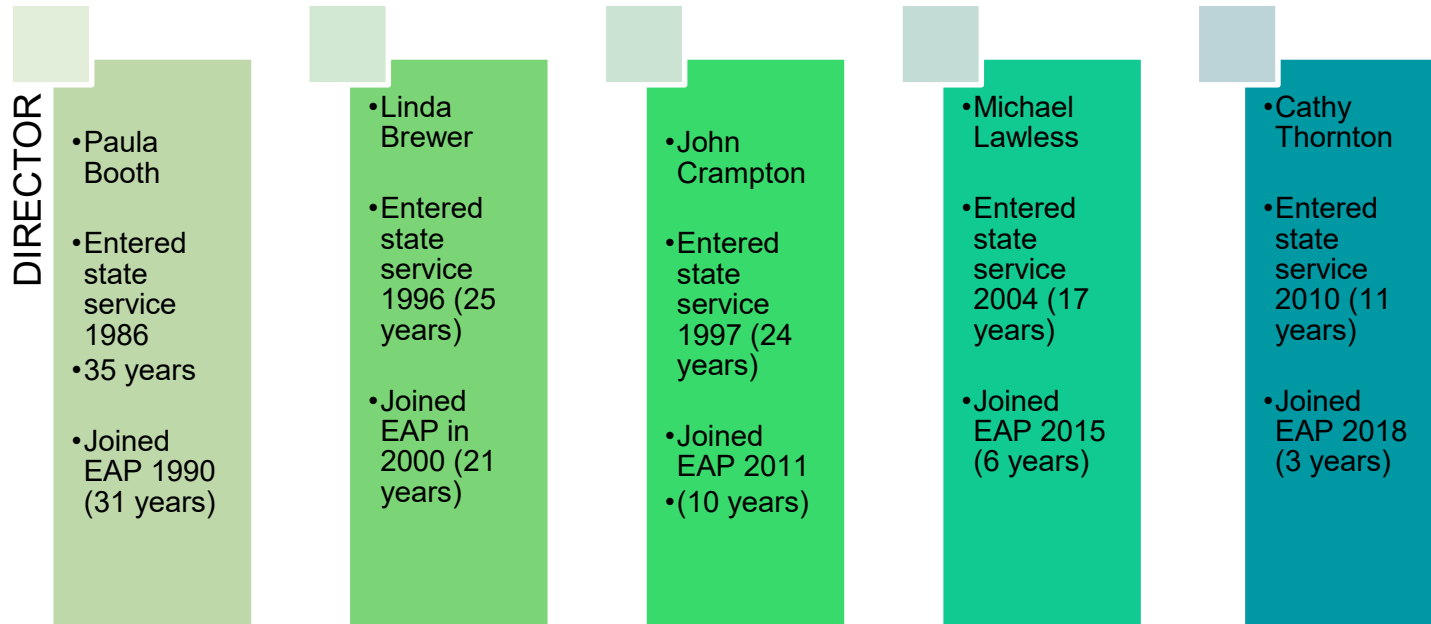 DIRECTOR
•Paula
Booth
•Entered
state
service
1986
•35 years
•Joined
EAP 1990
(31 years)
•Linda
Brewer
•Entered
state
service
1996 (25
years)
•Joined
EAP in
2000 (21
years)
•John
Crampton
•Entered
state
service
1997 (24
years)
•Joined
EAP 2011
•(10 years)
•Michael
Lawless
•Entered
state
service
2004 (17
years)
•Joined
EAP 2015
(6 years)
•Cathy
Thornton
•Entered
state
service
2010 (11
years)
•Joined
EAP 2018
(3 years)